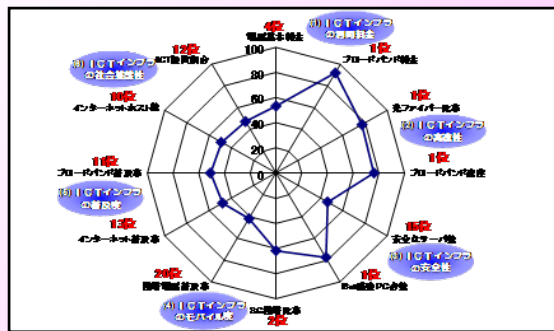 4位
電話基本料金
(1) ICTインフラ
の利用料金
1位
ブロードバンド料金
1位
光ファイバー比率
(2) ICTインフラ
の高速性
1位
ブロードバンド速度
15位
安全なサーバ数
(3) ICTインフラ
の安全性
1位
Bot感染PC台数
2位
3G携帯比率
(4) ICTインフラ
のモバイル度
20位
携帯電話普及率
13位
インターネット普及率
(5) ICTインフラ
の普及度
11位
ブロードバンド普及率
10位
インターネットホスト数
(6) ICTインフラ
の社会基盤性
12位
ICT投資割合
100
80
60
40
20
0